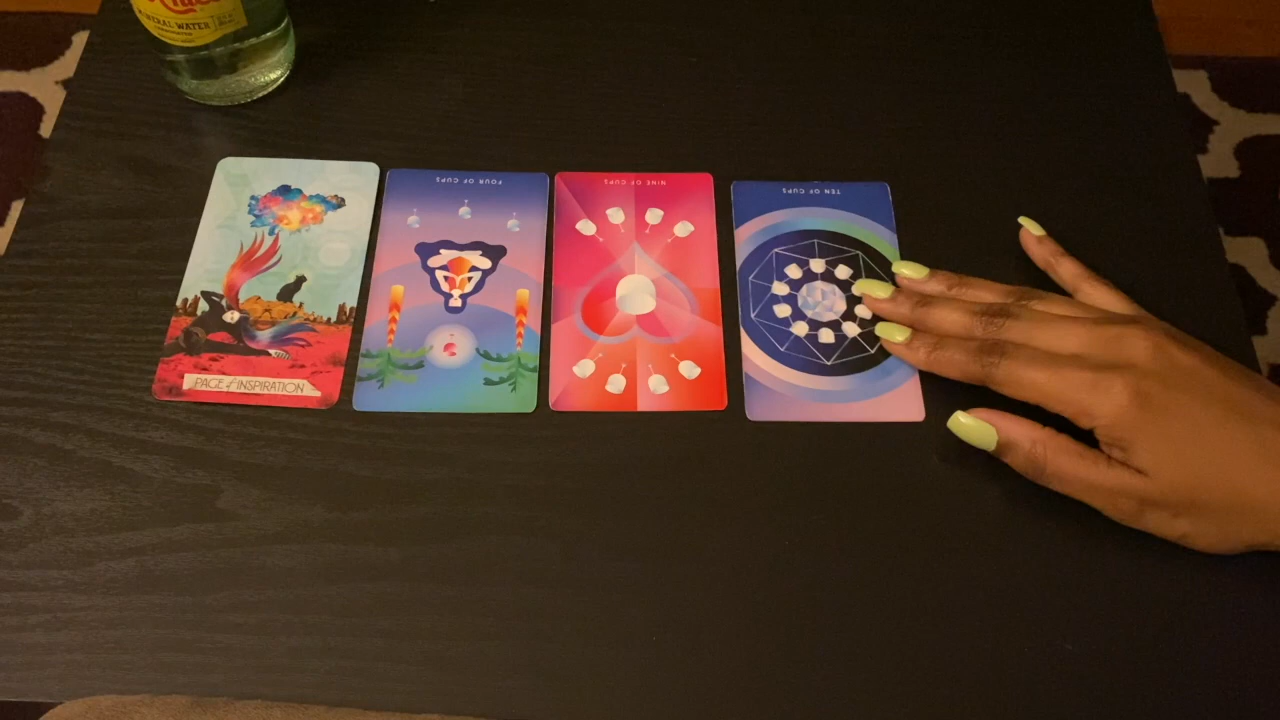 MINERAL WATER
PAGE of INSPIRATION
FOUR OF CUPS
NINE OF CUPS
TEN OF CUPS